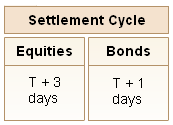 Settlement Cycle
Equities
Bonds
T + 3
days
T + 1
days